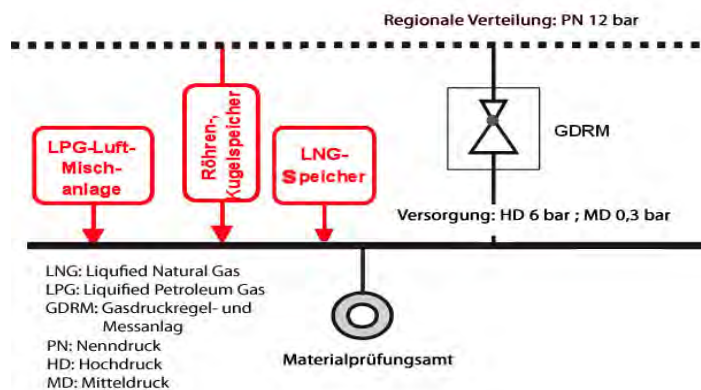 Regionale Verteilung: PN 12 bar
LPG-Luft-
Misch-
anlage
Röhren-,
Kugelspeicher
LNG-
Speicher
GDRM
Versorgung: HD 6 bar ; MD 0,3 bar
LNG: Liqufied Natural Gas
LPG: Liquified Petroleum Gas
GDRM: Gasdruckregel- und
Messanlag
PN: Nenndruck
HD: Hochdruck
MD: Mitteldruck
Materialprüfungsamt